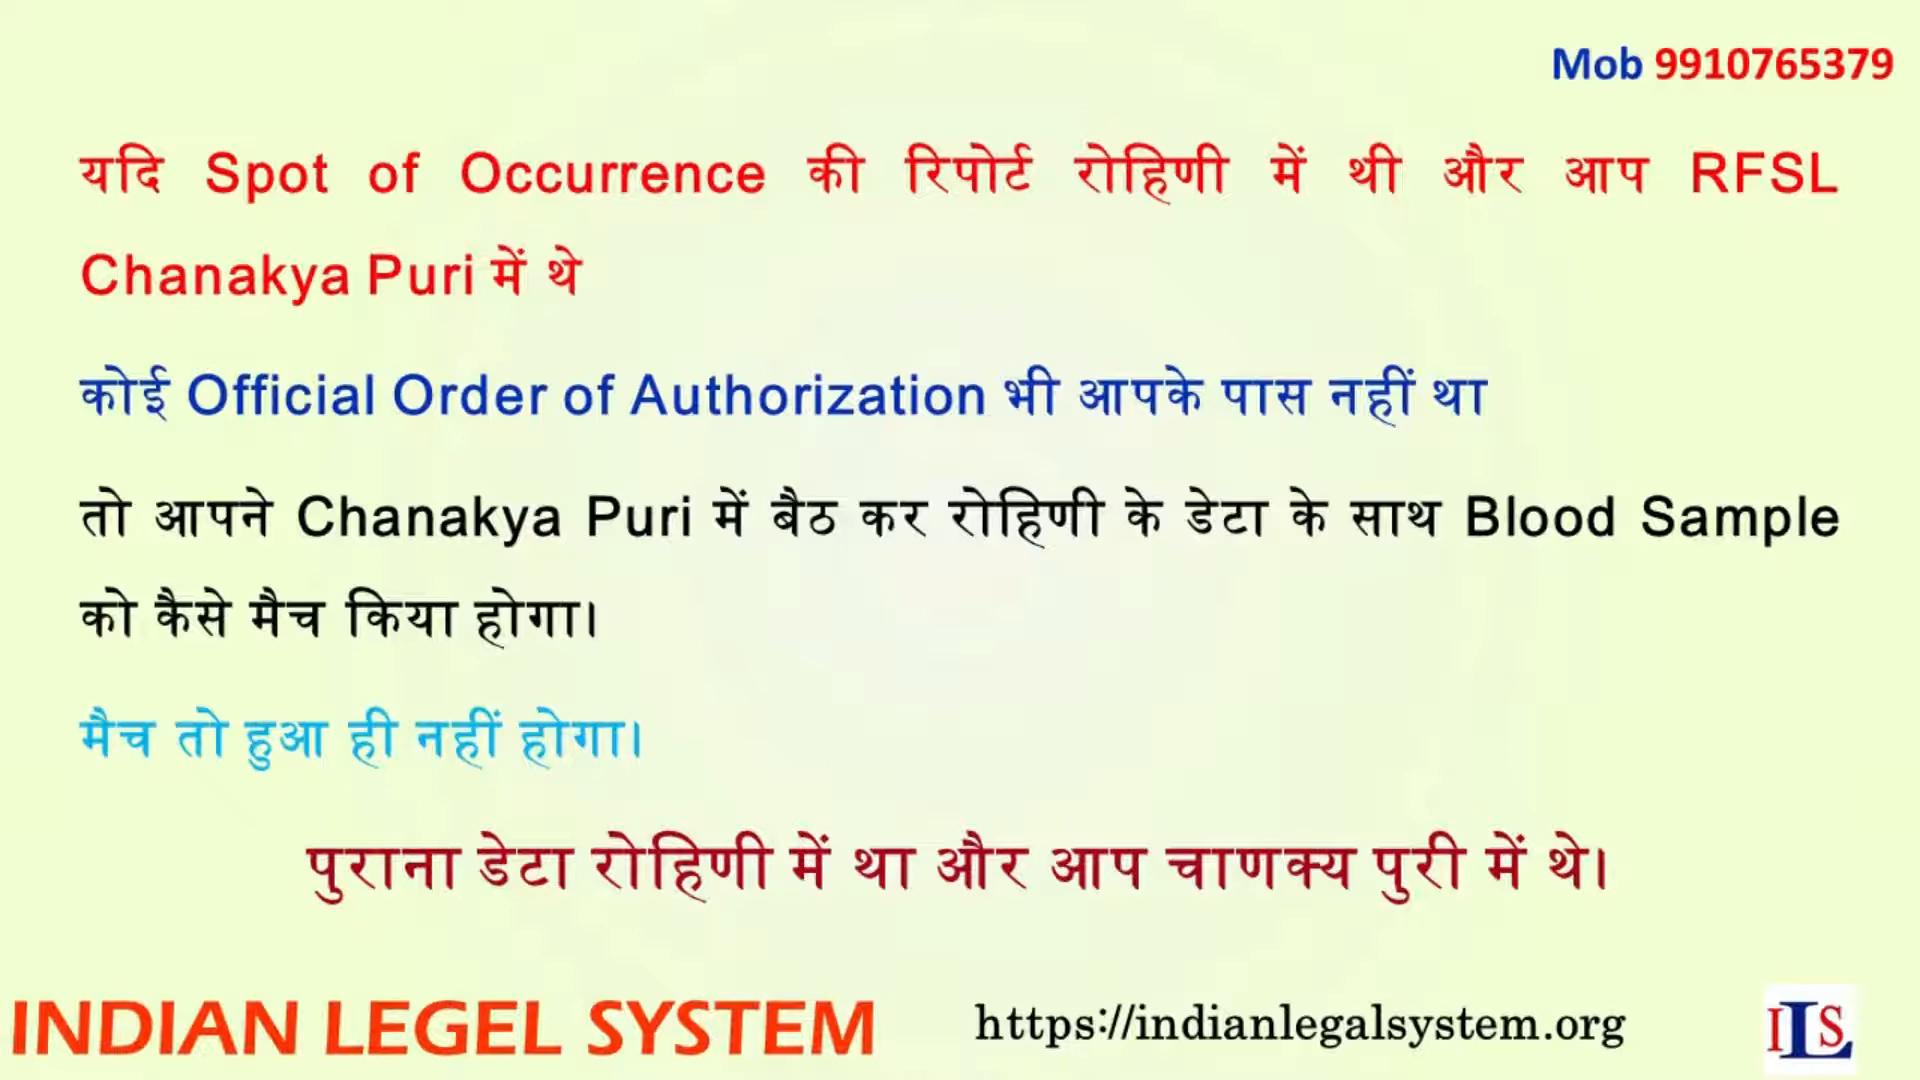 Mob 9910765379
यदि Spot of Occurrence की रिपोर्ट रोहिणी में थी और आप RFSL
Chanakya Puri में थे
कोई Official Order of Authorization भी आपके पास नहीं था
तो आपने Chanakya Puri में बैठ कर रोहिणी के डेटा के साथ Blood Sample
को कैसे मैच किया होगा।
मैच तो हुआ ही नहीं होगा।
पुराना डेटा रोहिणी में था और आप चाणक्य पुरी में थे।
INDIAN LEGEL SYSTEM
https://indianlegalsystem.org
ILS